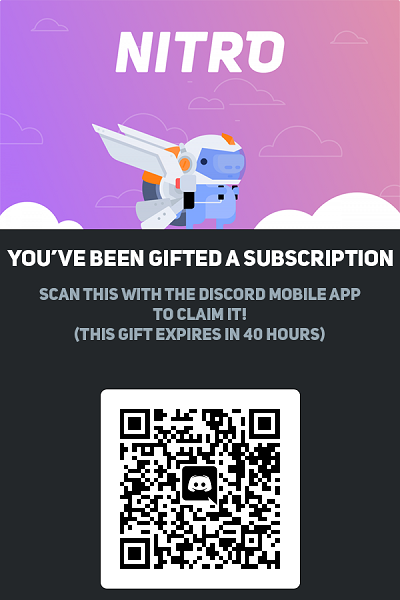 NITRO
YOU'VE BEEN GIFTED A SUBSCRIPTION
SCAN THIS WITH THE DISCORD MOBILE APP
TO CLAIM IT!
(THIS GIFT EXPIRES IN 40 HOURS)